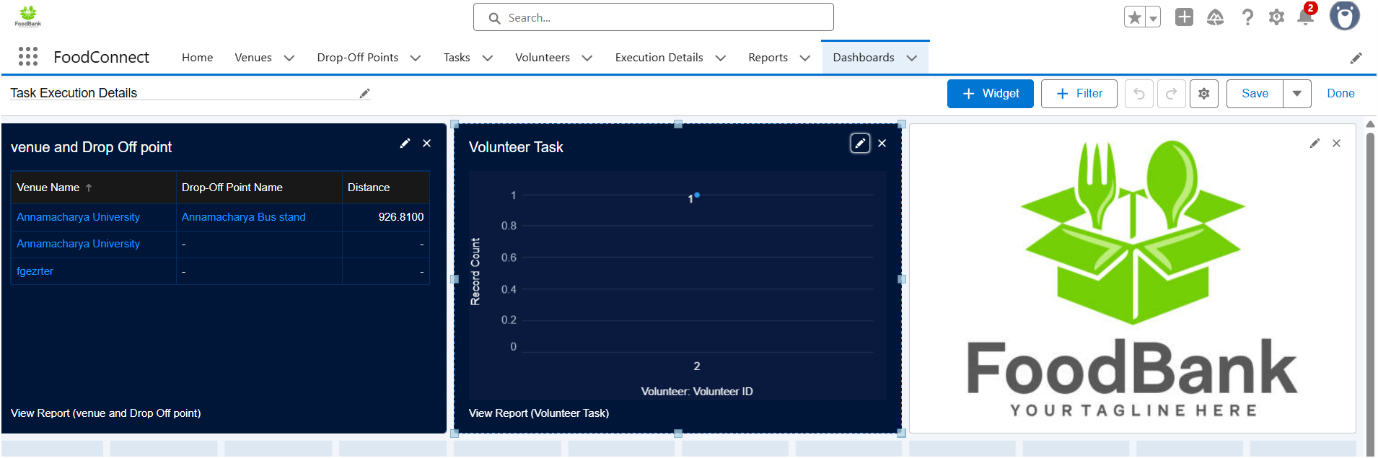 FoodBank
Search...
2
FoodConnect Home Venues Drop-Off Points Tasks Volunteers Execution Details Reports Dashboards
Task Execution Details
+ Widget + Filter Save Done
venue and Drop Off point
Venue Name ↑ Drop-Off Point Name Distance
Annamacharya University Annamacharya Bus stand 926.8100
Annamacharya University - -
fgezrter - -
View Report (venue and Drop Off point)
Volunteer Task
Record Count
1
0.8
0.6
0.4
0.2
0
1
2
Volunteer: Volunteer ID
View Report (Volunteer Task)
FoodBank
YOUR TAGLINE HERE